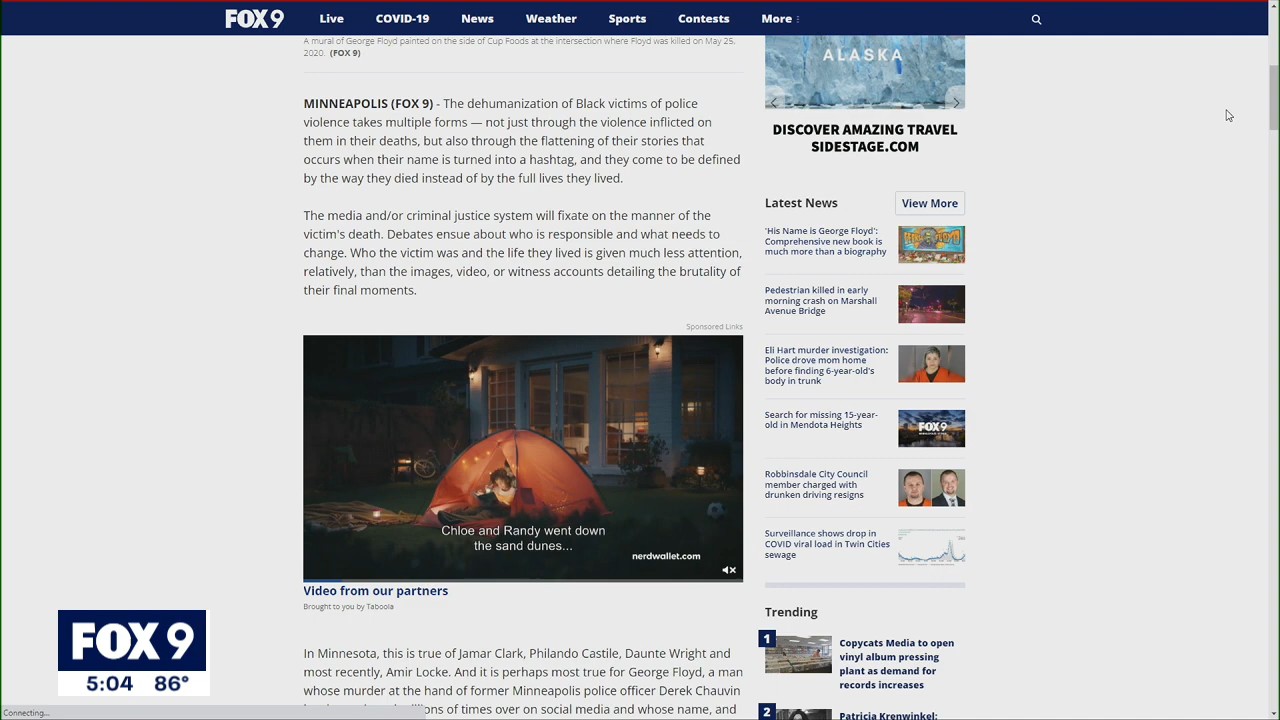 FOX 9
Live
COVID-19
News
Weather
Sports
Contests
More
A mural of George Floyd painted on the side of Cup Foods at the intersection where Floyd was killed on May 25,
2020. (FOX 9)
MINNEAPOLIS (FOX 9) - The dehumanization of Black victims of police
violence takes multiple forms — not just through the violence inflicted on
them in their deaths, but also through the flattening of their stories that
occurs when their name is turned into a hashtag, and they come to be defined
by the way they died instead of by the full lives they lived.
The media and/or criminal justice system will fixate on the manner of the
victim's death. Debates ensue about who is responsible and what needs to
change. Who the victim was and the life they lived is given much less attention,
relatively, than the images, video, or witness accounts detailing the brutality of
their final moments.
Sponsored Links
Chloe and Randy went down
the sand dunes...
nerdwallet.com
Video from our partners
Brought to you by Taboola
In Minnesota, this is true of Jamar Clark, Philando Castile, Daunte Wright and
most recently, Amir Locke. And it is perhaps most true for George Floyd, a man
whose murder at the hand of former Minneapolis police officer Derek Chauvin
of times over on social media and whose name, and
ALASKA
DISCOVER AMAZING TRAVEL
SIDESTAGE.COM
Latest News
View More
'His Name is George Floyd':
Comprehensive new book is
much more than a biography
Pedestrian killed in early
morning crash on Marshall
Avenue Bridge
Eli Hart murder investigation:
Police drove mom home
before finding 6-year-old's
body in trunk
Search for missing 15-year-
old in Mendota Heights
FOX 9
Robbinsdale City Council
member charged with
drunken driving resigns
Surveillance shows drop in
COVID viral load in Twin Cities
sewage
Trending
1
Copycats Media to open
vinyl album pressing
plant as demand for
records increases
2
Patricia Krenwinkel:
FOX 9
5:04 86°
Connecting...